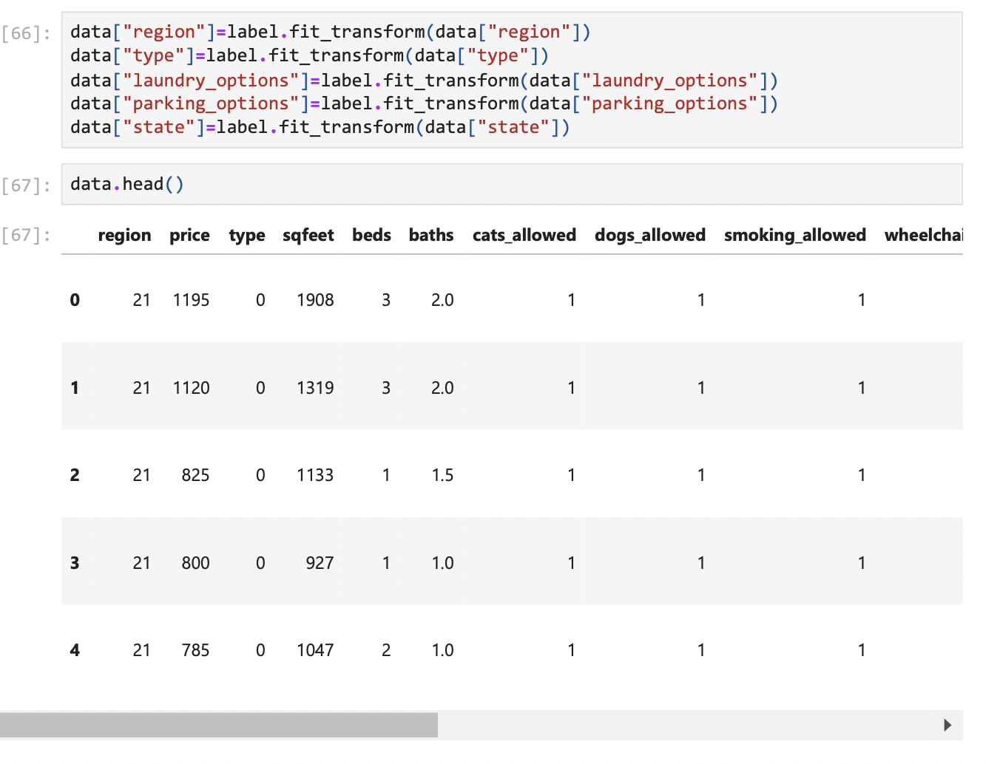 [66]: data["region"]=label.fit_transform(data["region"])
data["type"]=label.fit_transform(data["type"])
data["laundry_options"]=label.fit_transform(data["laundry_options"])
data["parking_options"]=label.fit_transform(data["parking_options"])
data["state"]=label.fit_transform(data["state"])
[67]: data.head()
[67]: region price type sqfeet beds baths cats_allowed dogs_allowed smoking_allowed wheelchai
0 21 1195 0 1908 3 2.0 1 1 1
1 21 1120 0 1319 3 2.0 1 1 1
2 21 825 0 1133 1 1.5 1 1 1
3 21 800 0 927 1 1.0 1 1 1
4 21 785 0 1047 2 1.0 1 1 1